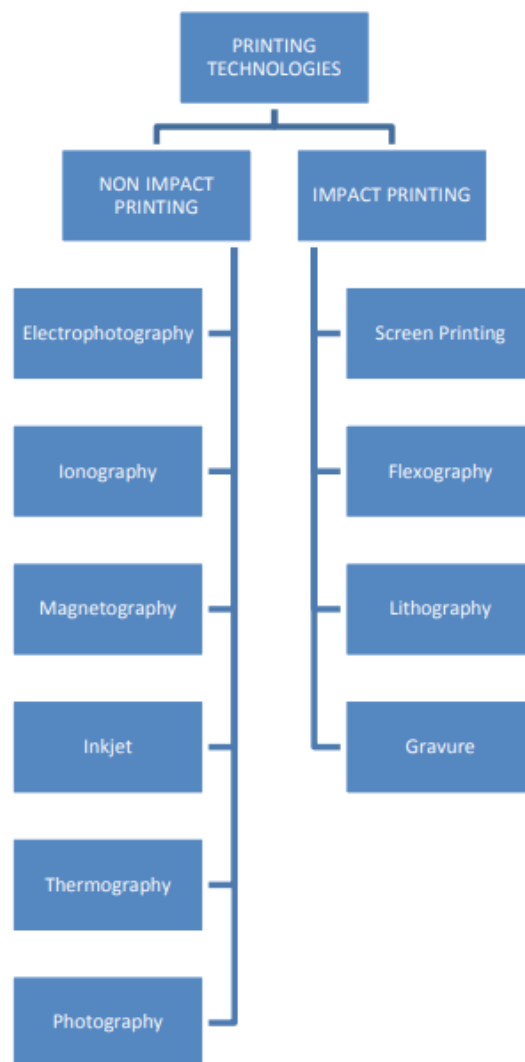 PRINTING
TECHNOLOGIES
NON IMPACT
PRINTING
IMPACT PRINTING
Electrophotography
Screen Printing
Ionography
Flexography
Magnetography
Lithography
Inkjet
Gravure
Thermography
Photography